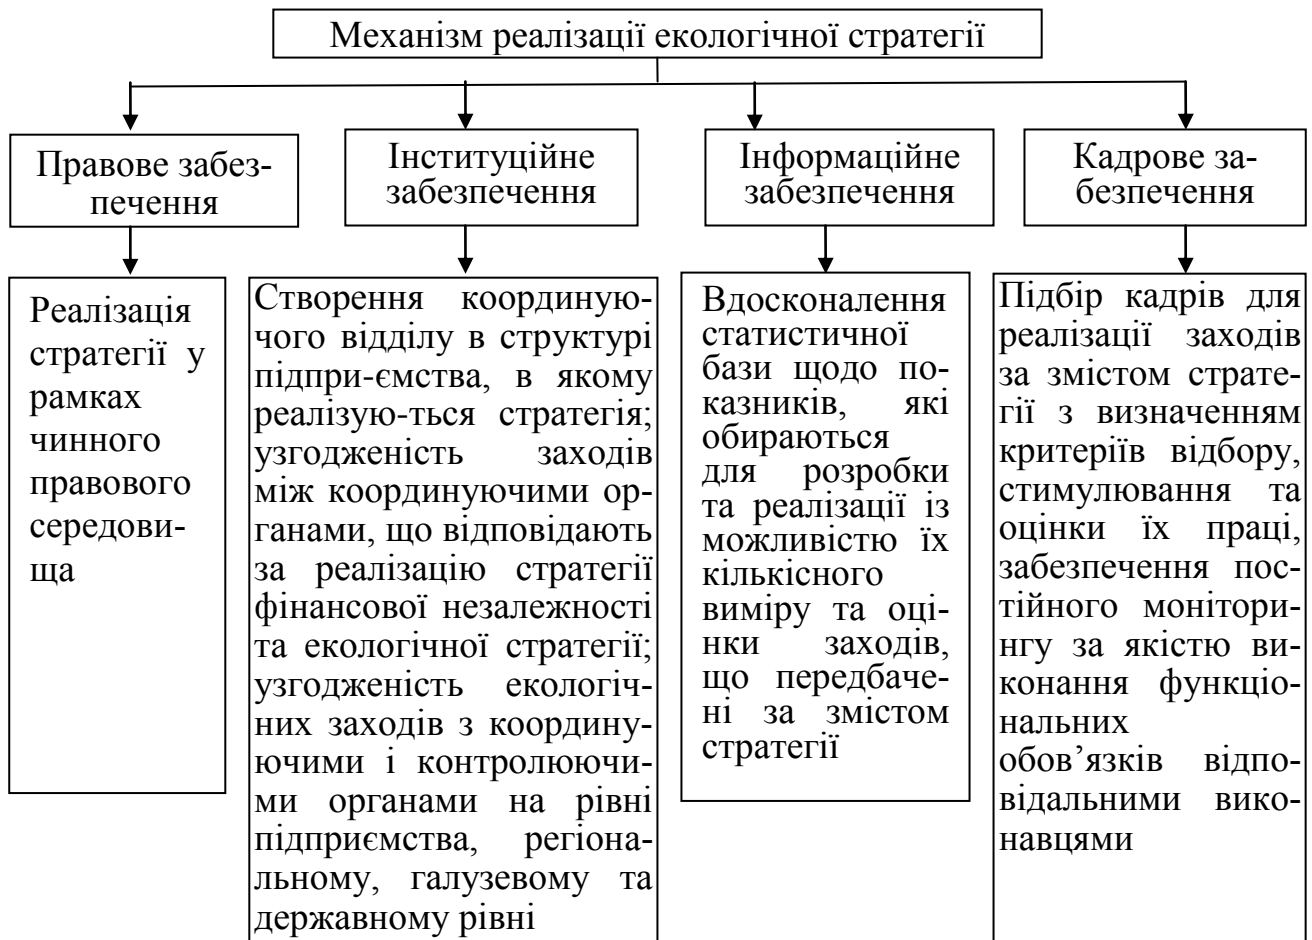 Механізм реалізації екологічної стратегії
Правове забез-
печення
Інституційне
забезпечення
Інформаційне
забезпечення
Кадрове за-
безпечення
Реалізація
стратегії у
рамках
чинного
правового
середови-
ща
Створення координую-
чого відділу в структурі
підпри-ємства, в якому
реалізую-ться стратегія;
узгодженість заходів
між координуючими ор-
ганами, що відповідають
за реалізацію стратегії
фінансової незалежності
та екологічної стратегії;
узгодженість екологіч-
них заходів з координу-
ючими і контролюючи-
ми органами на рівні
підприємства, регіона-
льному, галузевому та
державному рівні
Вдосконалення
статистичної
бази щодо по-
казників, які
обираються
для розробки
та реалізації із
можливістю їх
кількісного
виміру та оці-
нки заходів,
що передбаче-
ні за змістом
стратегії
Підбір кадрів для
реалізації заходів
за змістом страте-
гії з визначенням
критеріїв відбору,
стимулювання та
оцінки їх праці,
забезпечення пос-
тійного монітори-
нгу за якістю ви-
конання функціо-
нальних
обов’язків відпо-
відальними вико-
навцями